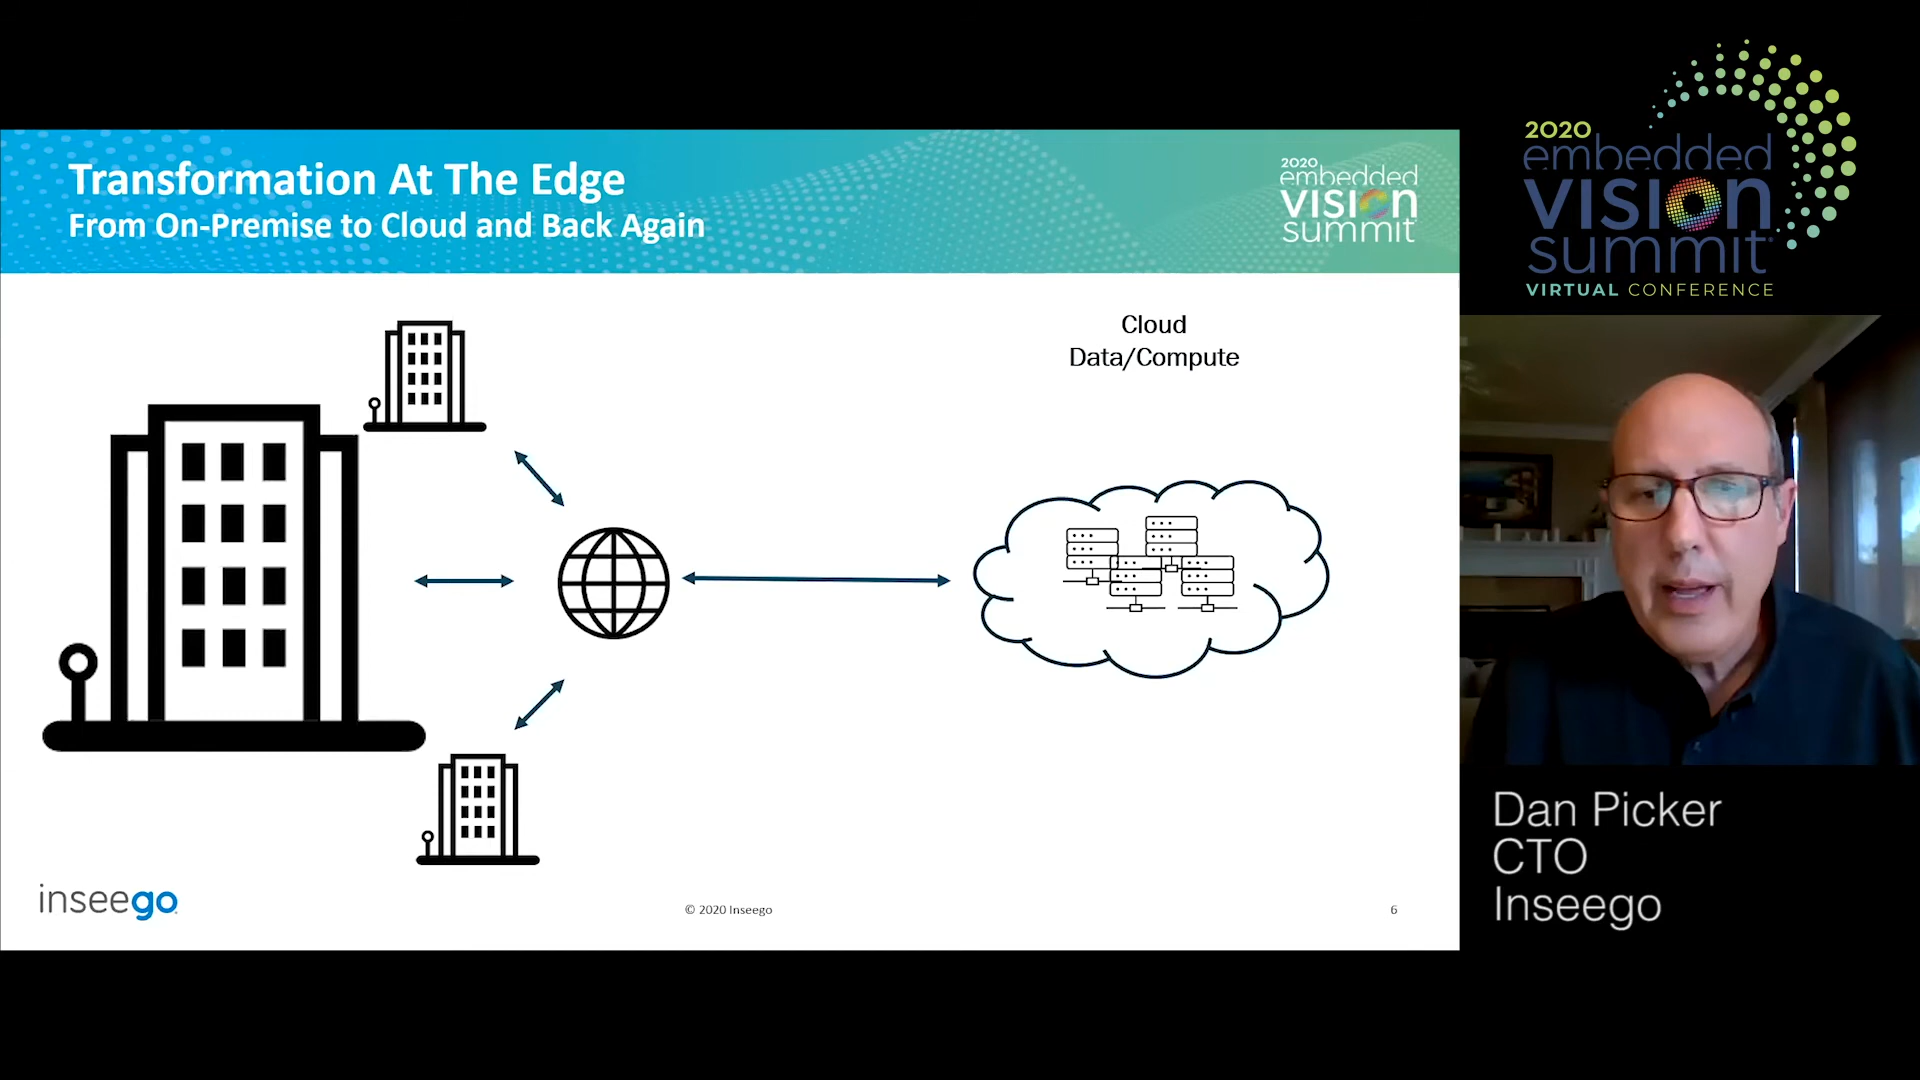 Transformation At The Edge
From On-Premise to Cloud and Back Again
2020
embedded
vision
summit
Cloud
Data/Compute
inseego
© 2020 Inseego
6
2020
embedded
vision
summit
VIRTUAL CONFERENCE
Dan Picker
CTO
Inseego